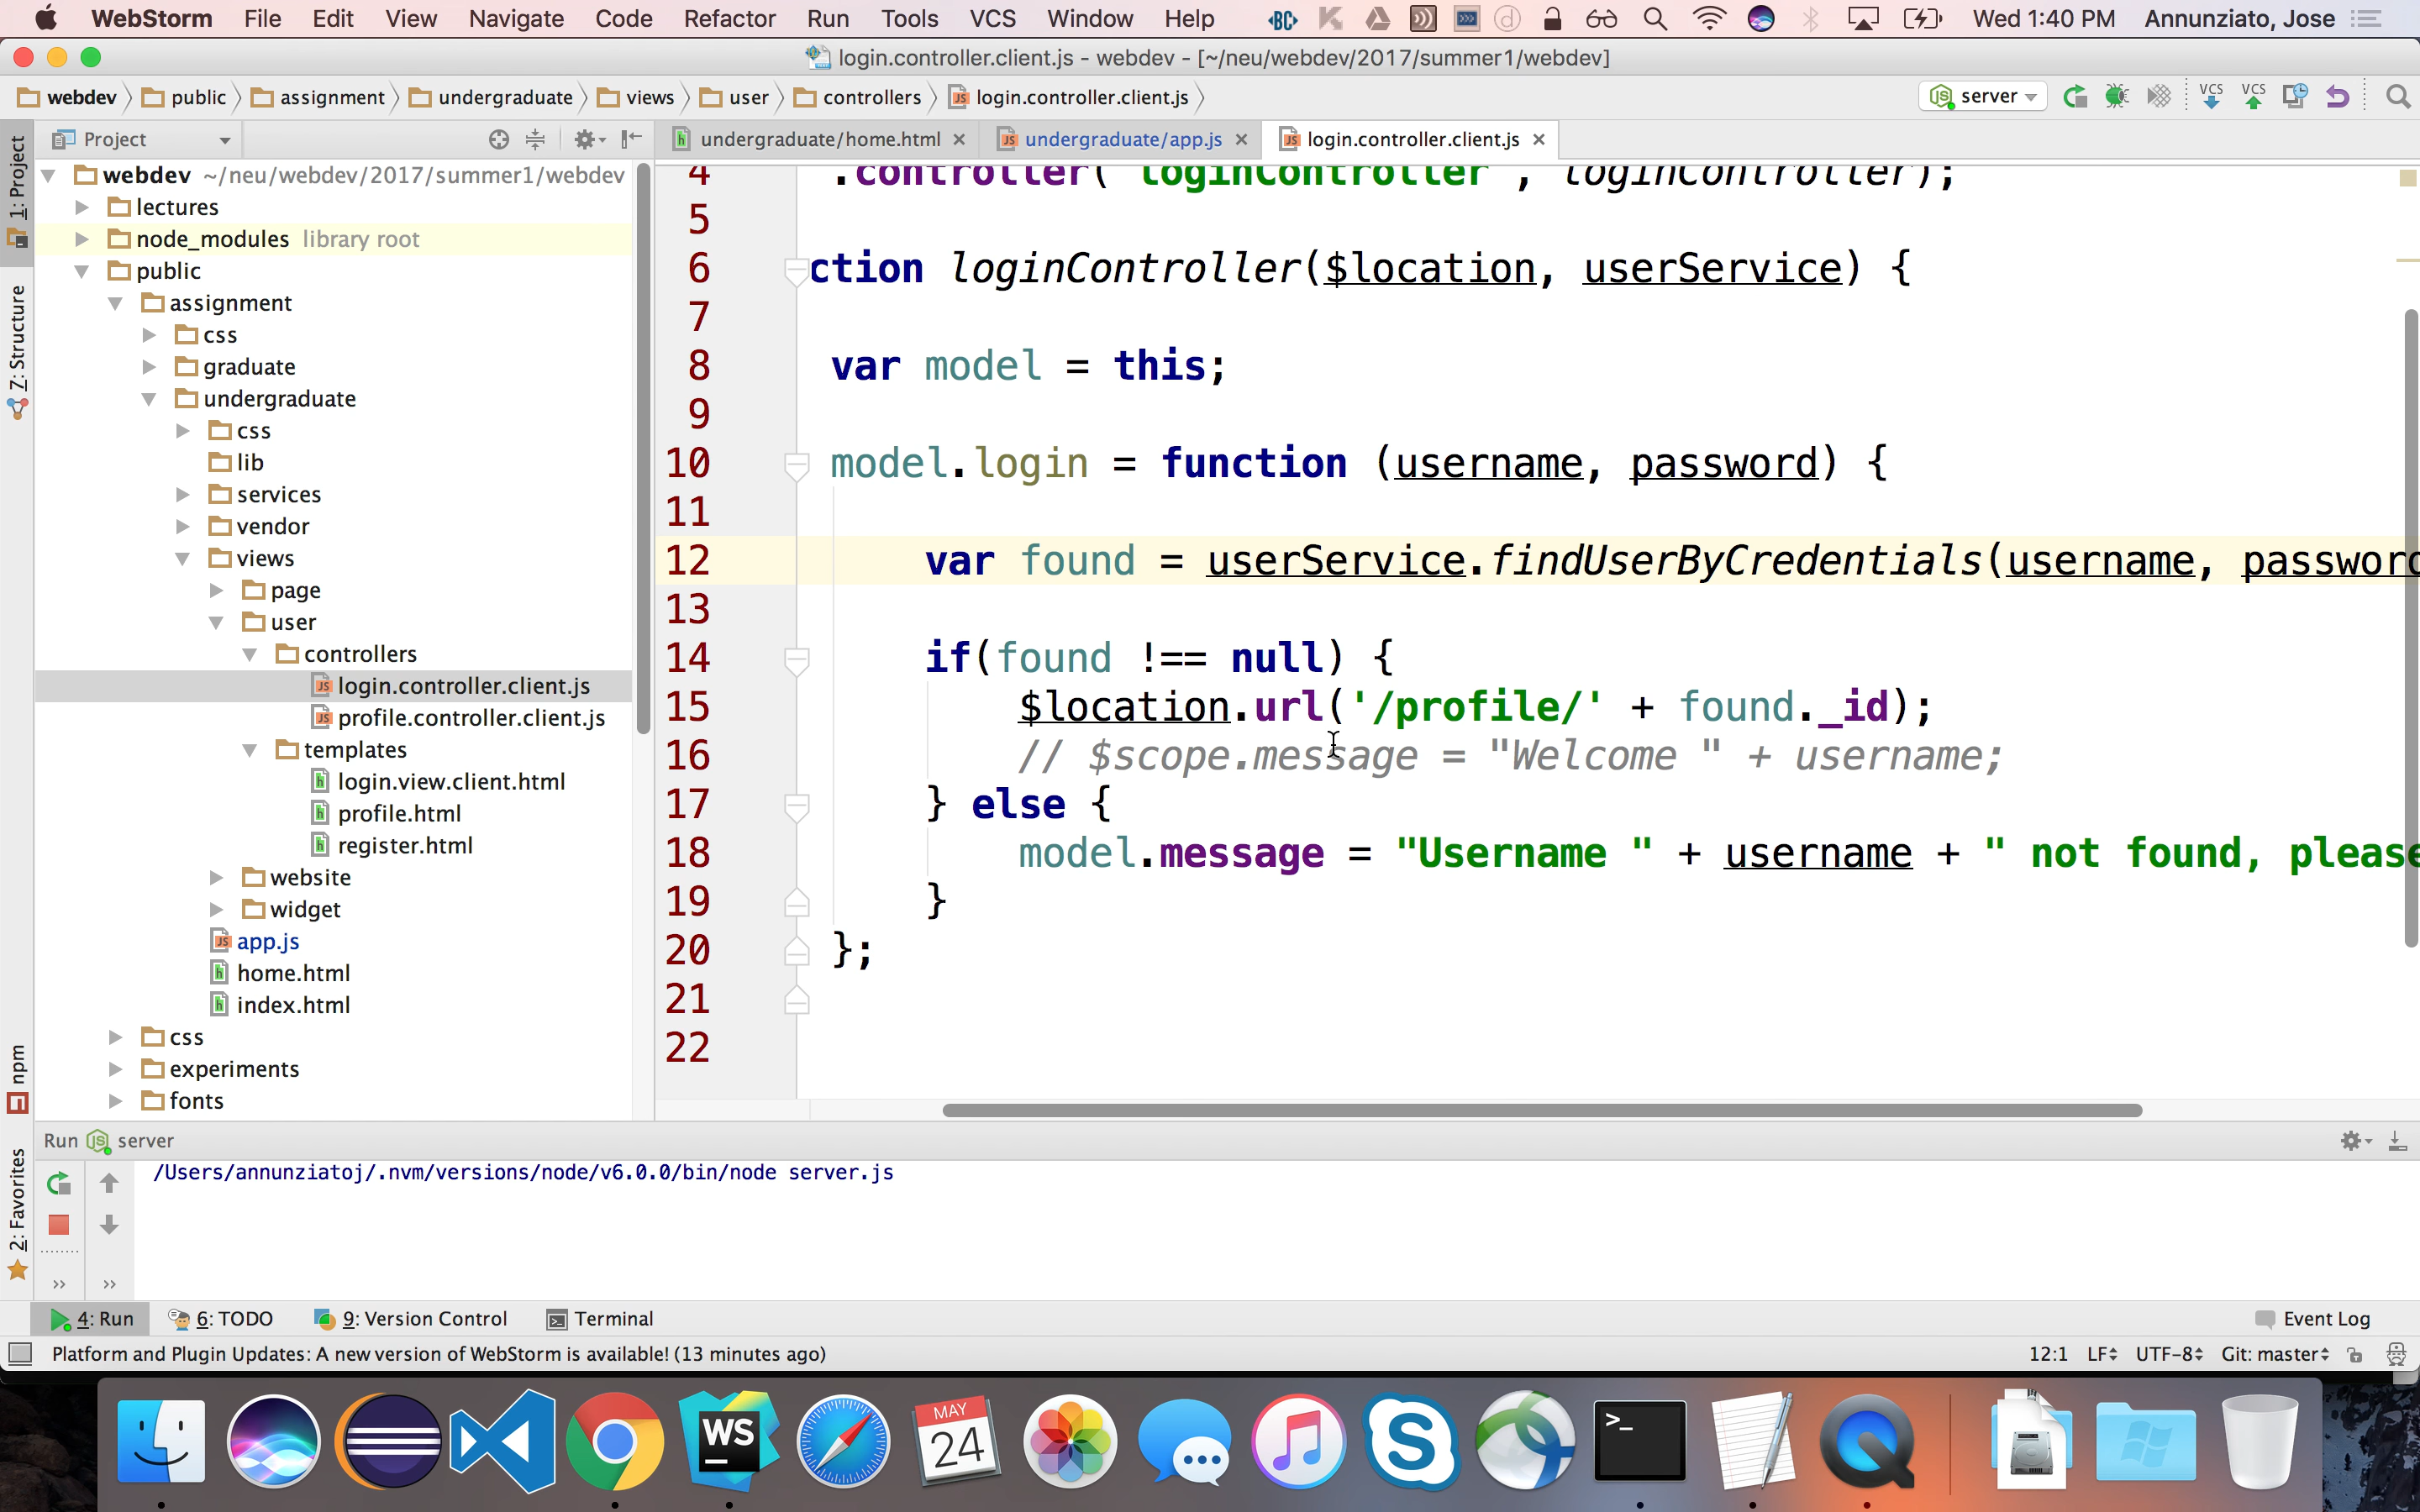 WebStorm File Edit View Navigate Code Refactor Run Tools VCS Window Help Wed 1:40 PM Annunziato, Jose
login.controller.client.js - webdev - [~/neu/webdev/2017/summer1/webdev]
webdev public assignment undergraduate views user controllers login.controller.client.js server VCS VCS
Project undergraduate/home.html undergraduate/app.js login.controller.client.js
1: Project
7: Structure
npm
2: Favorites
webdev ~/neu/webdev/2017/summer1/webdev
lectures
node_modules library root
public
assignment
css
graduate
undergraduate
css
lib
services
vendor
views
page
user
controllers
login.controller.client.js
profile.controller.client.js
templates
login.view.client.html
profile.html
register.html
website
widget
app.js
home.html
index.html
css
experiments
fonts
4 .controller('loginController', loginController);
5
6 ction loginController($location, userService) {
7
8 var model = this;
9
10 model.login = function (username, password) {
11
12 var found = userService.findUserByCredentials(username, password
13
14 if(found !== null) {
15 $location.url('/profile/' + found._id);
16 // $scope.message = "Welcome " + username;
17 } else {
18 model.message = "Username " + username + " not found, please
19 }
20 };
21
22
Run server
/Users/annunziatoj/.nvm/versions/node/v6.0.0/bin/node server.js
4: Run 6: TODO 9: Version Control Terminal Event Log
Platform and Plugin Updates: A new version of WebStorm is available! (13 minutes ago) 12:1 LF UTF-8 Git: master
WS
MAY
24